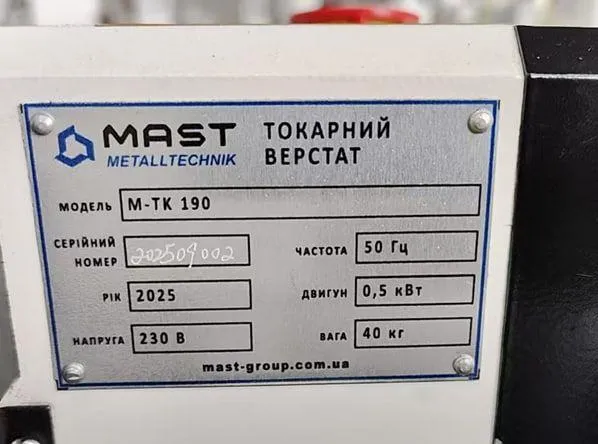 MAST
METALLTECHNIK
ТОКАРНИЙ
ВЕРСТАТ
МОДЕЛЬ М-ТК 190
СЕРІЙНИЙ
НОМЕР 202509002
ЧАСТОТА 50 Гц
РІК 2025
ДВИГУН 0,5 кВт
НАПРУГА 230 В
ВАГА 40 кг
mast-group.com.ua